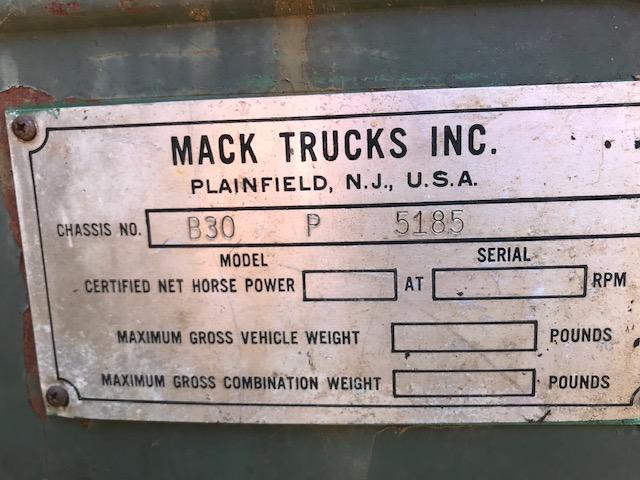 MACK TRUCKS INC.
PLAINFIELD, N.J., U.S.A.
CHASSIS NO. B30 P 5185
MODEL SERIAL
CERTIFIED NET HORSE POWER AT RPM
MAXIMUM GROSS VEHICLE WEIGHT POUNDS
MAXIMUM GROSS COMBINATION WEIGHT POUNDS